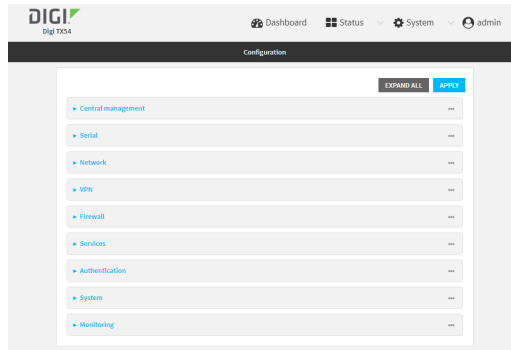 DIGI
Digi TX54
Dashboard Status System admin
Configuration
EXPAND ALL APPLY
Central management
Serial
Network
VPN
Firewall
Services
Authentication
System
Monitoring